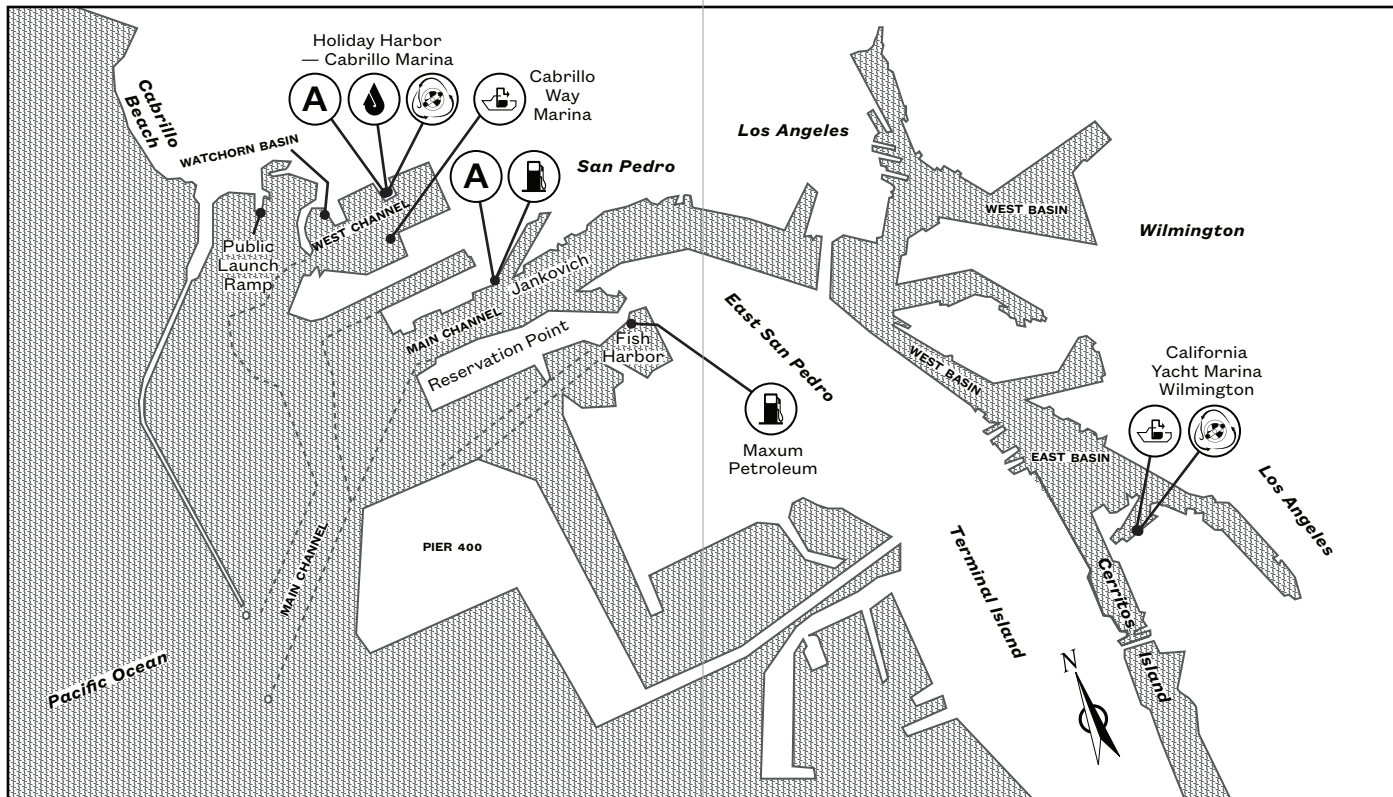 Holiday Harbor
— Cabrillo Marina
A
Cabrillo
Way
Marina
Cabrillo
Beach
WATCHORN BASIN
A
San Pedro
Los Angeles
WEST BASIN
Wilmington
WEST CHANNEL
Public
Launch
Ramp
Jankovich
MAIN CHANNEL
Reservation Point
Fish
Harbor
East San Pedro
WEST BASIN
California
Yacht Marina
Wilmington
Maxum
Petroleum
EAST BASIN
Los Angeles
PIER 400
MAIN CHANNEL
Terminal Island
Cerritos
Island
N
Pacific Ocean